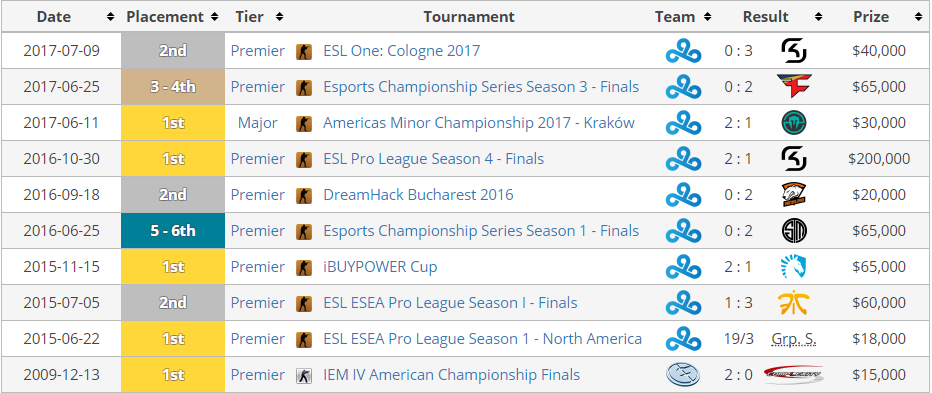 Date Placement Tier Tournament Team Result Prize
2017-07-09 2nd Premier ESL One: Cologne 2017 0 : 3 $40,000
2017-06-25 3 - 4th Premier Esports Championship Series Season 3 - Finals 0 : 2 $65,000
2017-06-11 1st Major Americas Minor Championship 2017 - Kraków 2 : 1 $30,000
2016-10-30 1st Premier ESL Pro League Season 4 - Finals 2 : 1 $200,000
2016-09-18 2nd Premier DreamHack Bucharest 2016 0 : 2 $20,000
2016-06-25 5 - 6th Premier Esports Championship Series Season 1 - Finals 0 : 2 TSM $65,000
2015-11-15 1st Premier iBUYPOWER Cup 2 : 1 $65,000
2015-07-05 2nd Premier ESL ESEA Pro League Season I - Finals 1 : 3 $60,000
2015-06-22 1st Premier ESL ESEA Pro League Season 1 - North America 19/3 Grp. S. $18,000
2009-12-13 1st Premier IEM IV American Championship Finals 2 : 0 $15,000